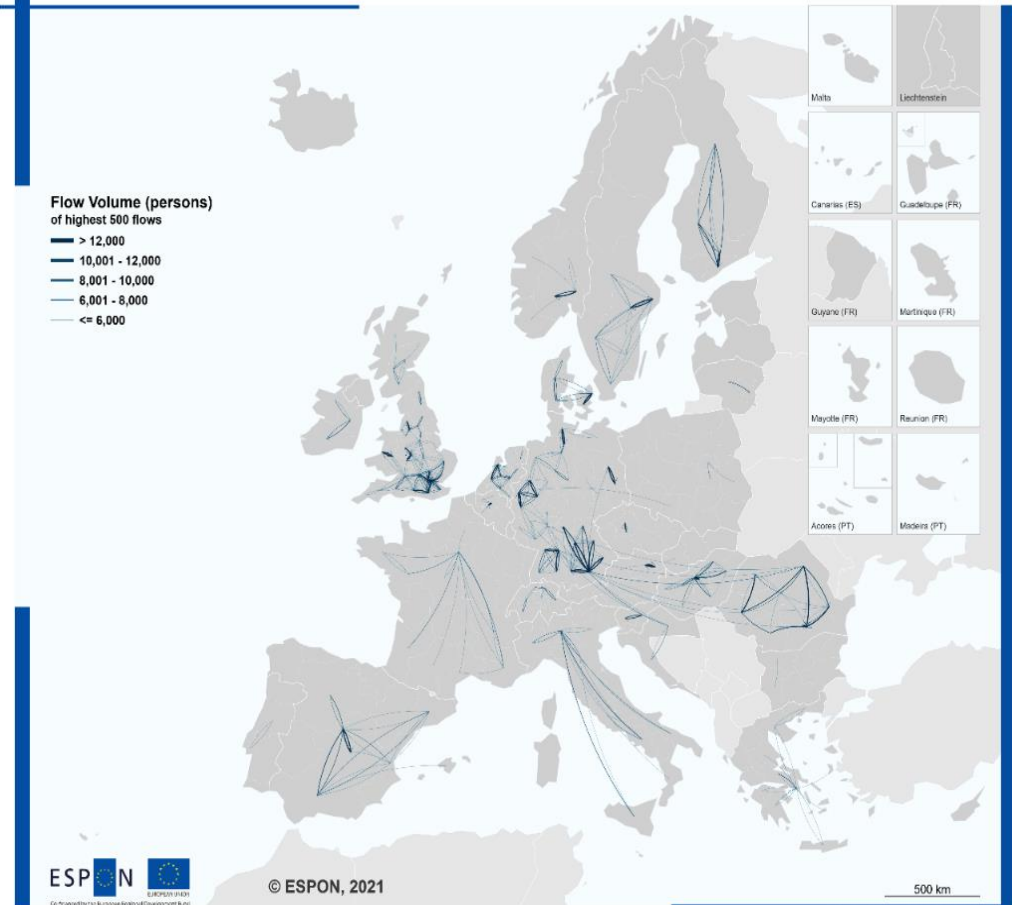 Flow Volume (persons)
of highest 500 flows
> 12,000
10,001 - 12,000
8,001 - 10,000
6,001 - 8,000
<= 6,000
Malta
Liechtenstein
Canarias (ES)
Guadeloupe (FR)
Guyane (FR)
Martinique (FR)
Mayotte (FR)
Reunion (FR)
Acores (PT)
Madeira (PT)
ESPON
EUROPEAN UNION
© ESPON, 2021
500 km